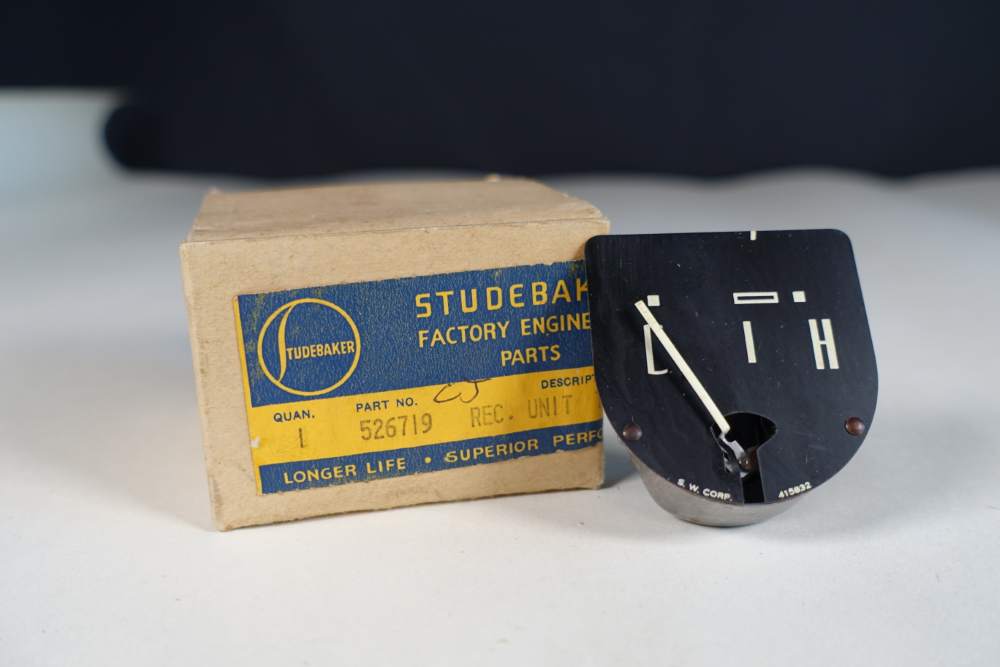 STUDEBAK
FACTORY ENGINE
PARTS
STUDEBAKER
QUAN. PART NO. CJ DESCRIPT
1 526719 REC. UNIT
LONGER LIFE • SUPERIOR PERFO
C I H
S. W. CORP. 415832